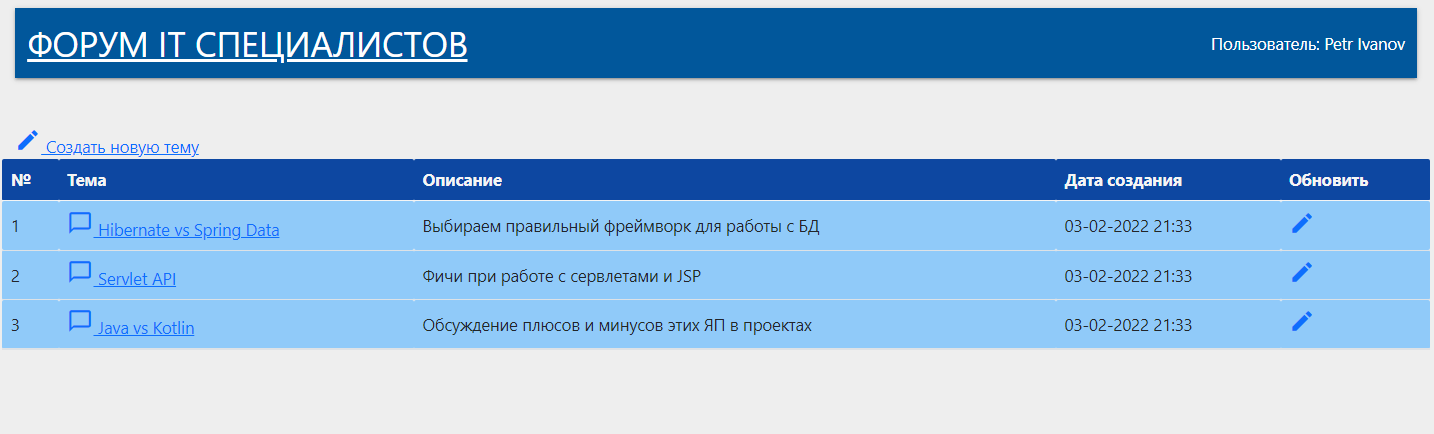 ФОРУМ IT СПЕЦИАЛИСТОВ Пользователь: Petr Ivanov
Создать новую тему
№ Тема Описание Дата создания Обновить
1 Hibernate vs Spring Data Выбираем правильный фреймворк для работы с БД 03-02-2022 21:33
2 Servlet API Фичи при работе с сервлетами и JSP 03-02-2022 21:33
3 Java vs Kotlin Обсуждение плюсов и минусов этих ЯП в проектах 03-02-2022 21:33